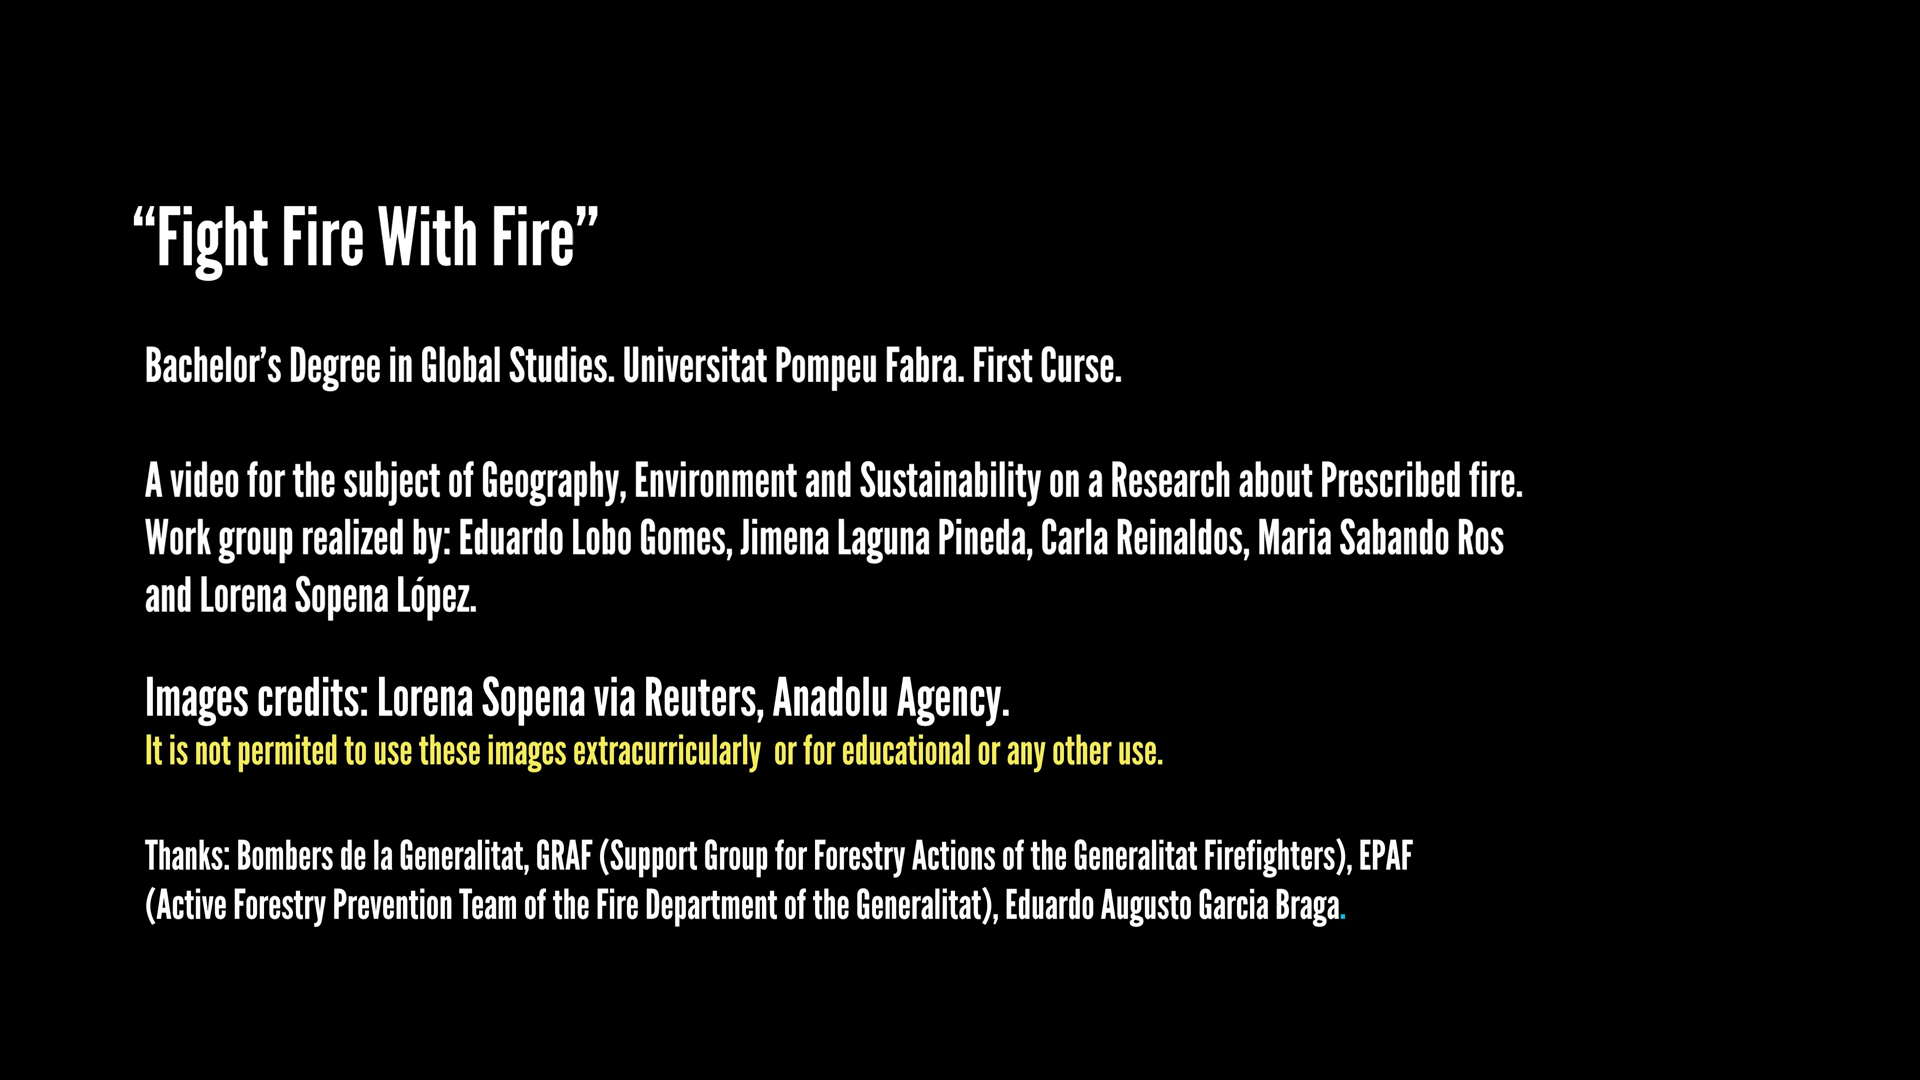 “Fight Fire With Fire”
Bachelor’s Degree in Global Studies. Universitat Pompeu Fabra. First Curse.
A video for the subject of Geography, Environment and Sustainability on a Research about Prescribed fire.
Work group realized by: Eduardo Lobo Gomes, Jimena Laguna Pineda, Carla Reinaldos, Maria Sabando Ros
and Lorena Sopena López.
Images credits: Lorena Sopena via Reuters, Anadolu Agency.
It is not permited to use these images extracurricularly  or for educational or any other use.
Thanks: Bombers de la Generalitat, GRAF (Support Group for Forestry Actions of the Generalitat Firefighters), EPAF
(Active Forestry Prevention Team of the Fire Department of the Generalitat), Eduardo Augusto Garcia Braga.